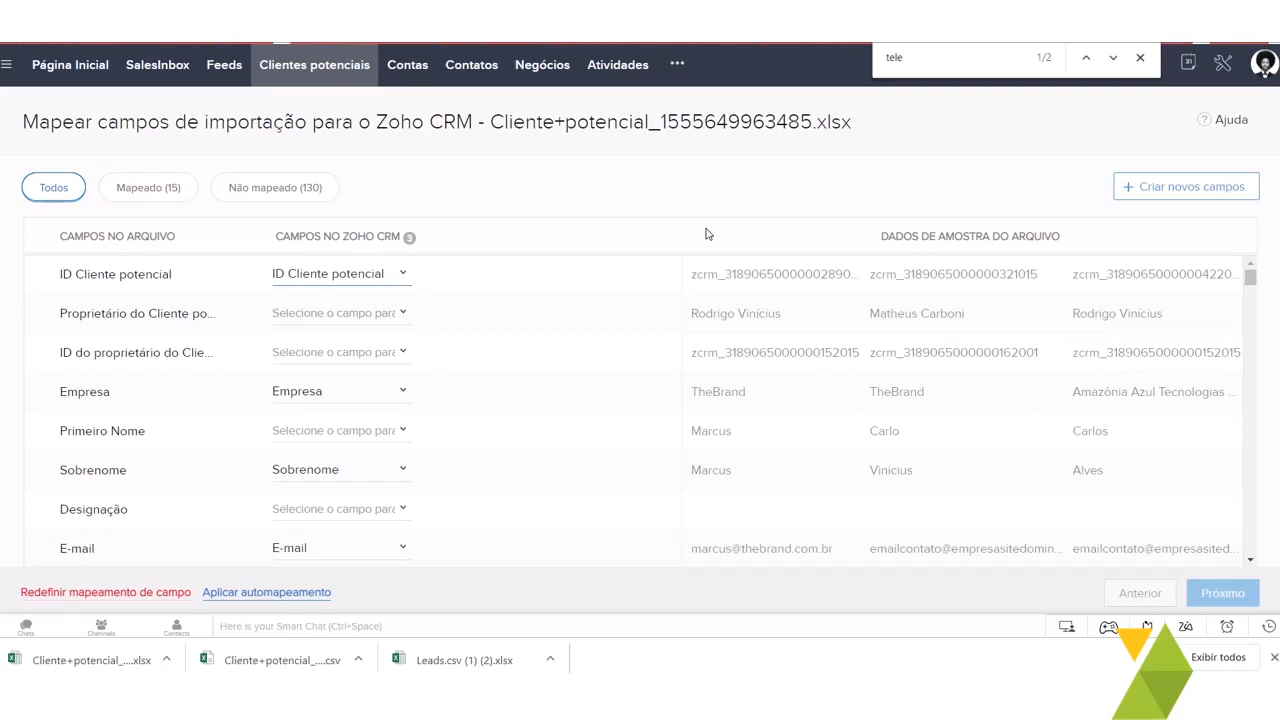 tele 1/2
Página Inicial SalesInbox Feeds Clientes potenciais Contas Contatos Negócios Atividades ••• 31
Mapear campos de importação para o Zoho CRM - Cliente+potencial_1555649963485.xlsx
? Ajuda
Todos Mapeado (15) Não mapeado (130) + Criar novos campos
CAMPOS NO ARQUIVO CAMPOS NO ZOHO CRM 3 DADOS DE AMOSTRA DO ARQUIVO
ID Cliente potencial ID Cliente potencial zcrm_31890650000002890... zcrm_3189065000000321015 zcrm_31890650000004220...
Proprietário do Cliente po... Selecione o campo para Rodrigo Vinícius Matheus Carboni Rodrigo Vinícius
ID do proprietário do Clie... Selecione o campo para zcrm_3189065000000152015 zcrm_3189065000000162001 zcrm_3189065000000152015
Empresa Empresa TheBrand TheBrand Amazônia Azul Tecnologias ...
Primeiro Nome Selecione o campo para Marcus Carlo Carlos
Sobrenome Sobrenome Marcus Vinicius Alves
Designação Selecione o campo para
E-mail E-mail marcus@thebrand.com.br emailcontato@empresasitedomin... emailcontato@empresasited...
Redefinir mapeamento de campo Aplicar automapeamento Anterior Próximo
Chats Channels Contacts Here is your Smart Chat (Ctrl+Space)
Cliente+potencial_....xlsx Cliente+potencial_....csv Leads.csv (1) (2).xlsx Exibir todos